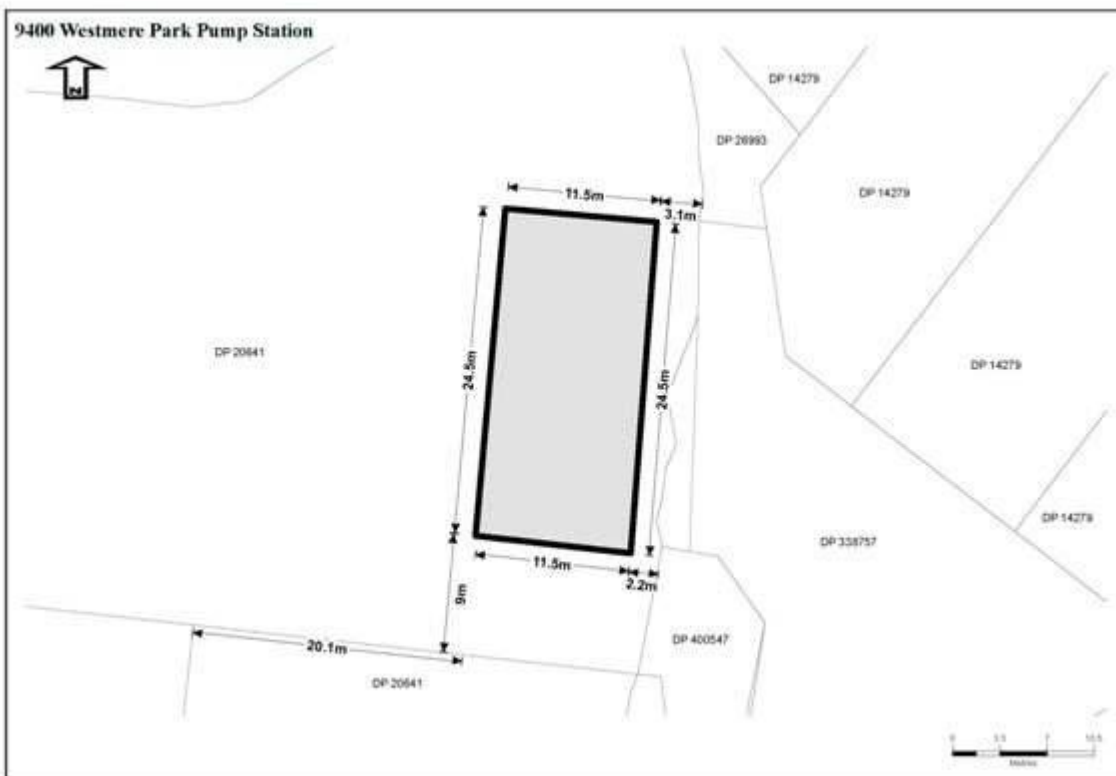 9400 Westmere Park Pump Station
N
DP 14279
DP 26993
11.5m
3.1m
DP 14279
DP 20641
24.5m
24.5m
DP 14279
DP 14279
DP 338757
11.5m
2.2m
9m
DP 400547
20.1m
DP 20641
0 3.5 7 10.5
Metres